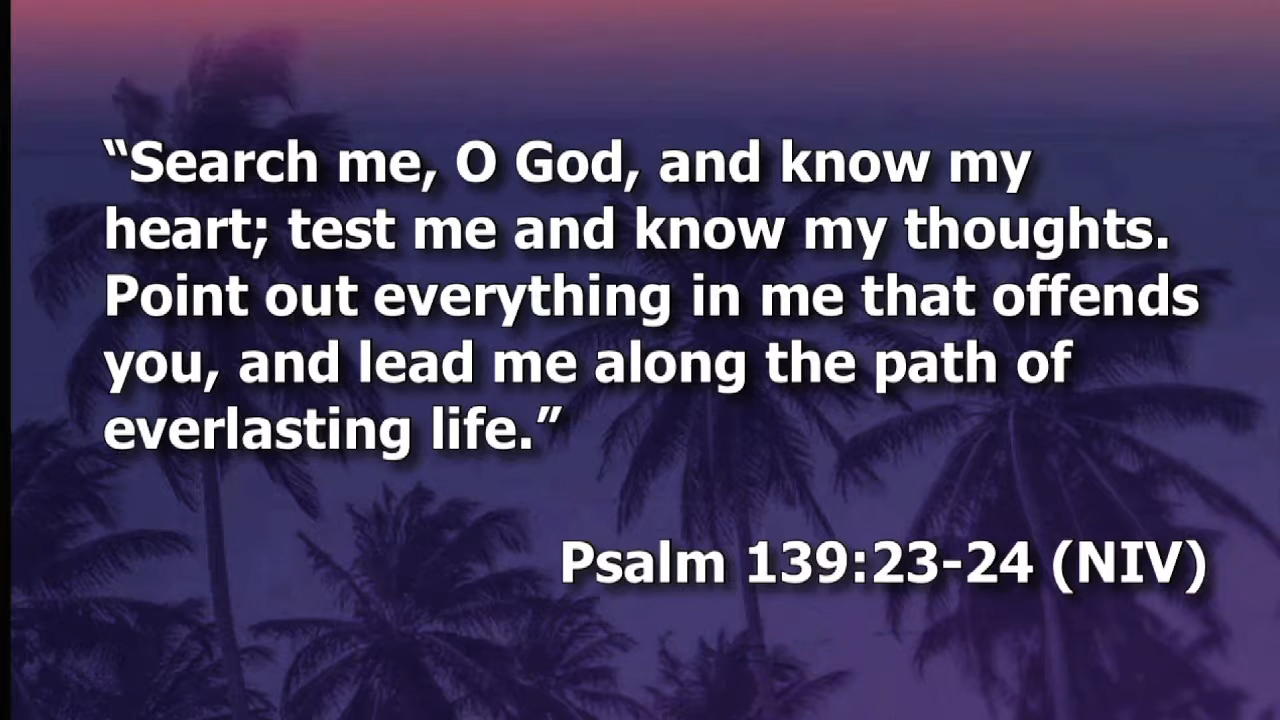 “Search me, O God, and know my
heart; test me and know my thoughts.
Point out everything in me that offends
you, and lead me along the path of
everlasting life.”
Psalm 139:23-24 (NIV)